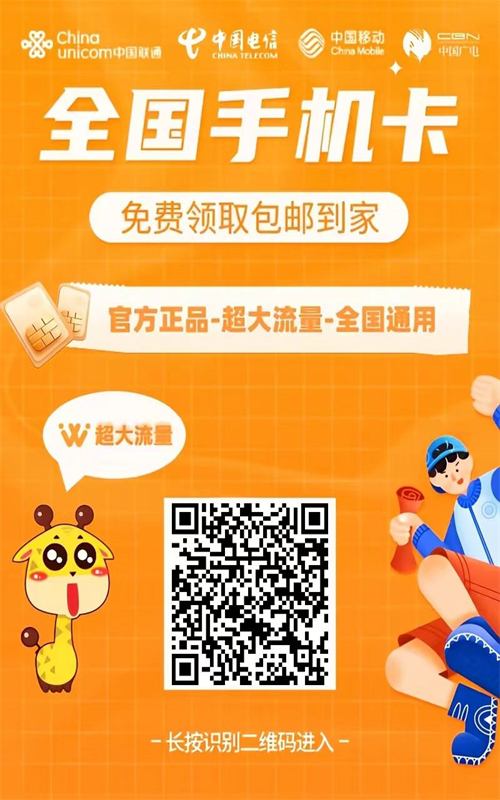 China unicom中国联通
中国电信 CHINA TELECOM
中国移动 China Mobile
CBN 中国广电
全国手机卡
免费领取包邮到家
官方正品-超大流量-全国通用
超大流量
-长按识别二维码进入-